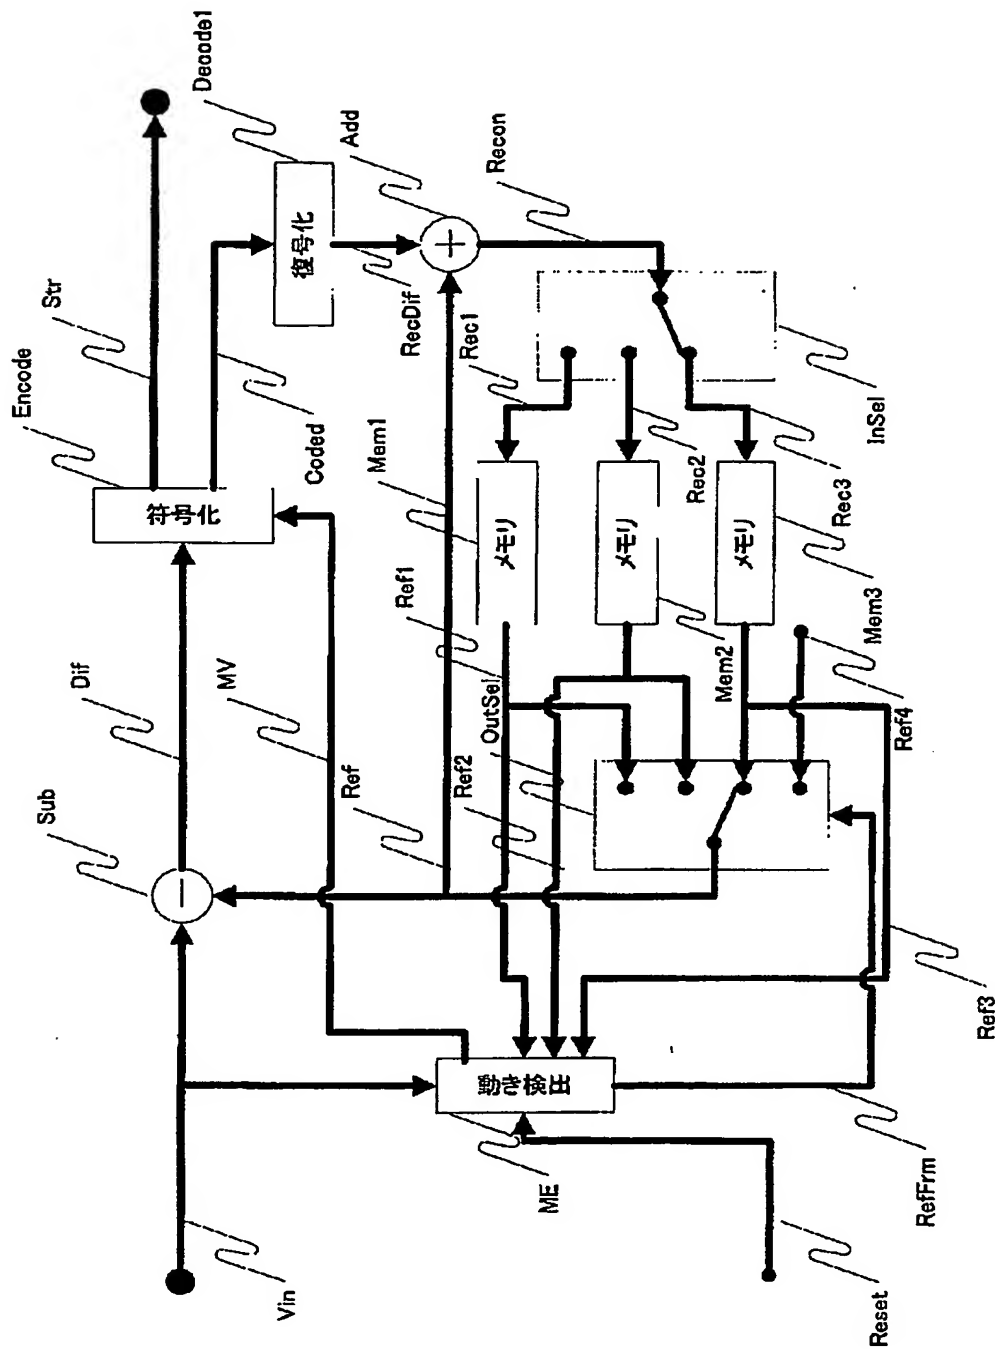 Vin
Sub
Dif
Encode
Str
符号化
MV
Coded
Decode1
復号化
RecDif
Add
Recon
Ref
Ref1
Mem1
Rec1
メモリ
Ref2
OutSel
メモリ
Mem2
Rec2
メモリ
Mem3
Rec3
InSel
Ref4
Ref3
動き検出
ME
RefFrm
Reset